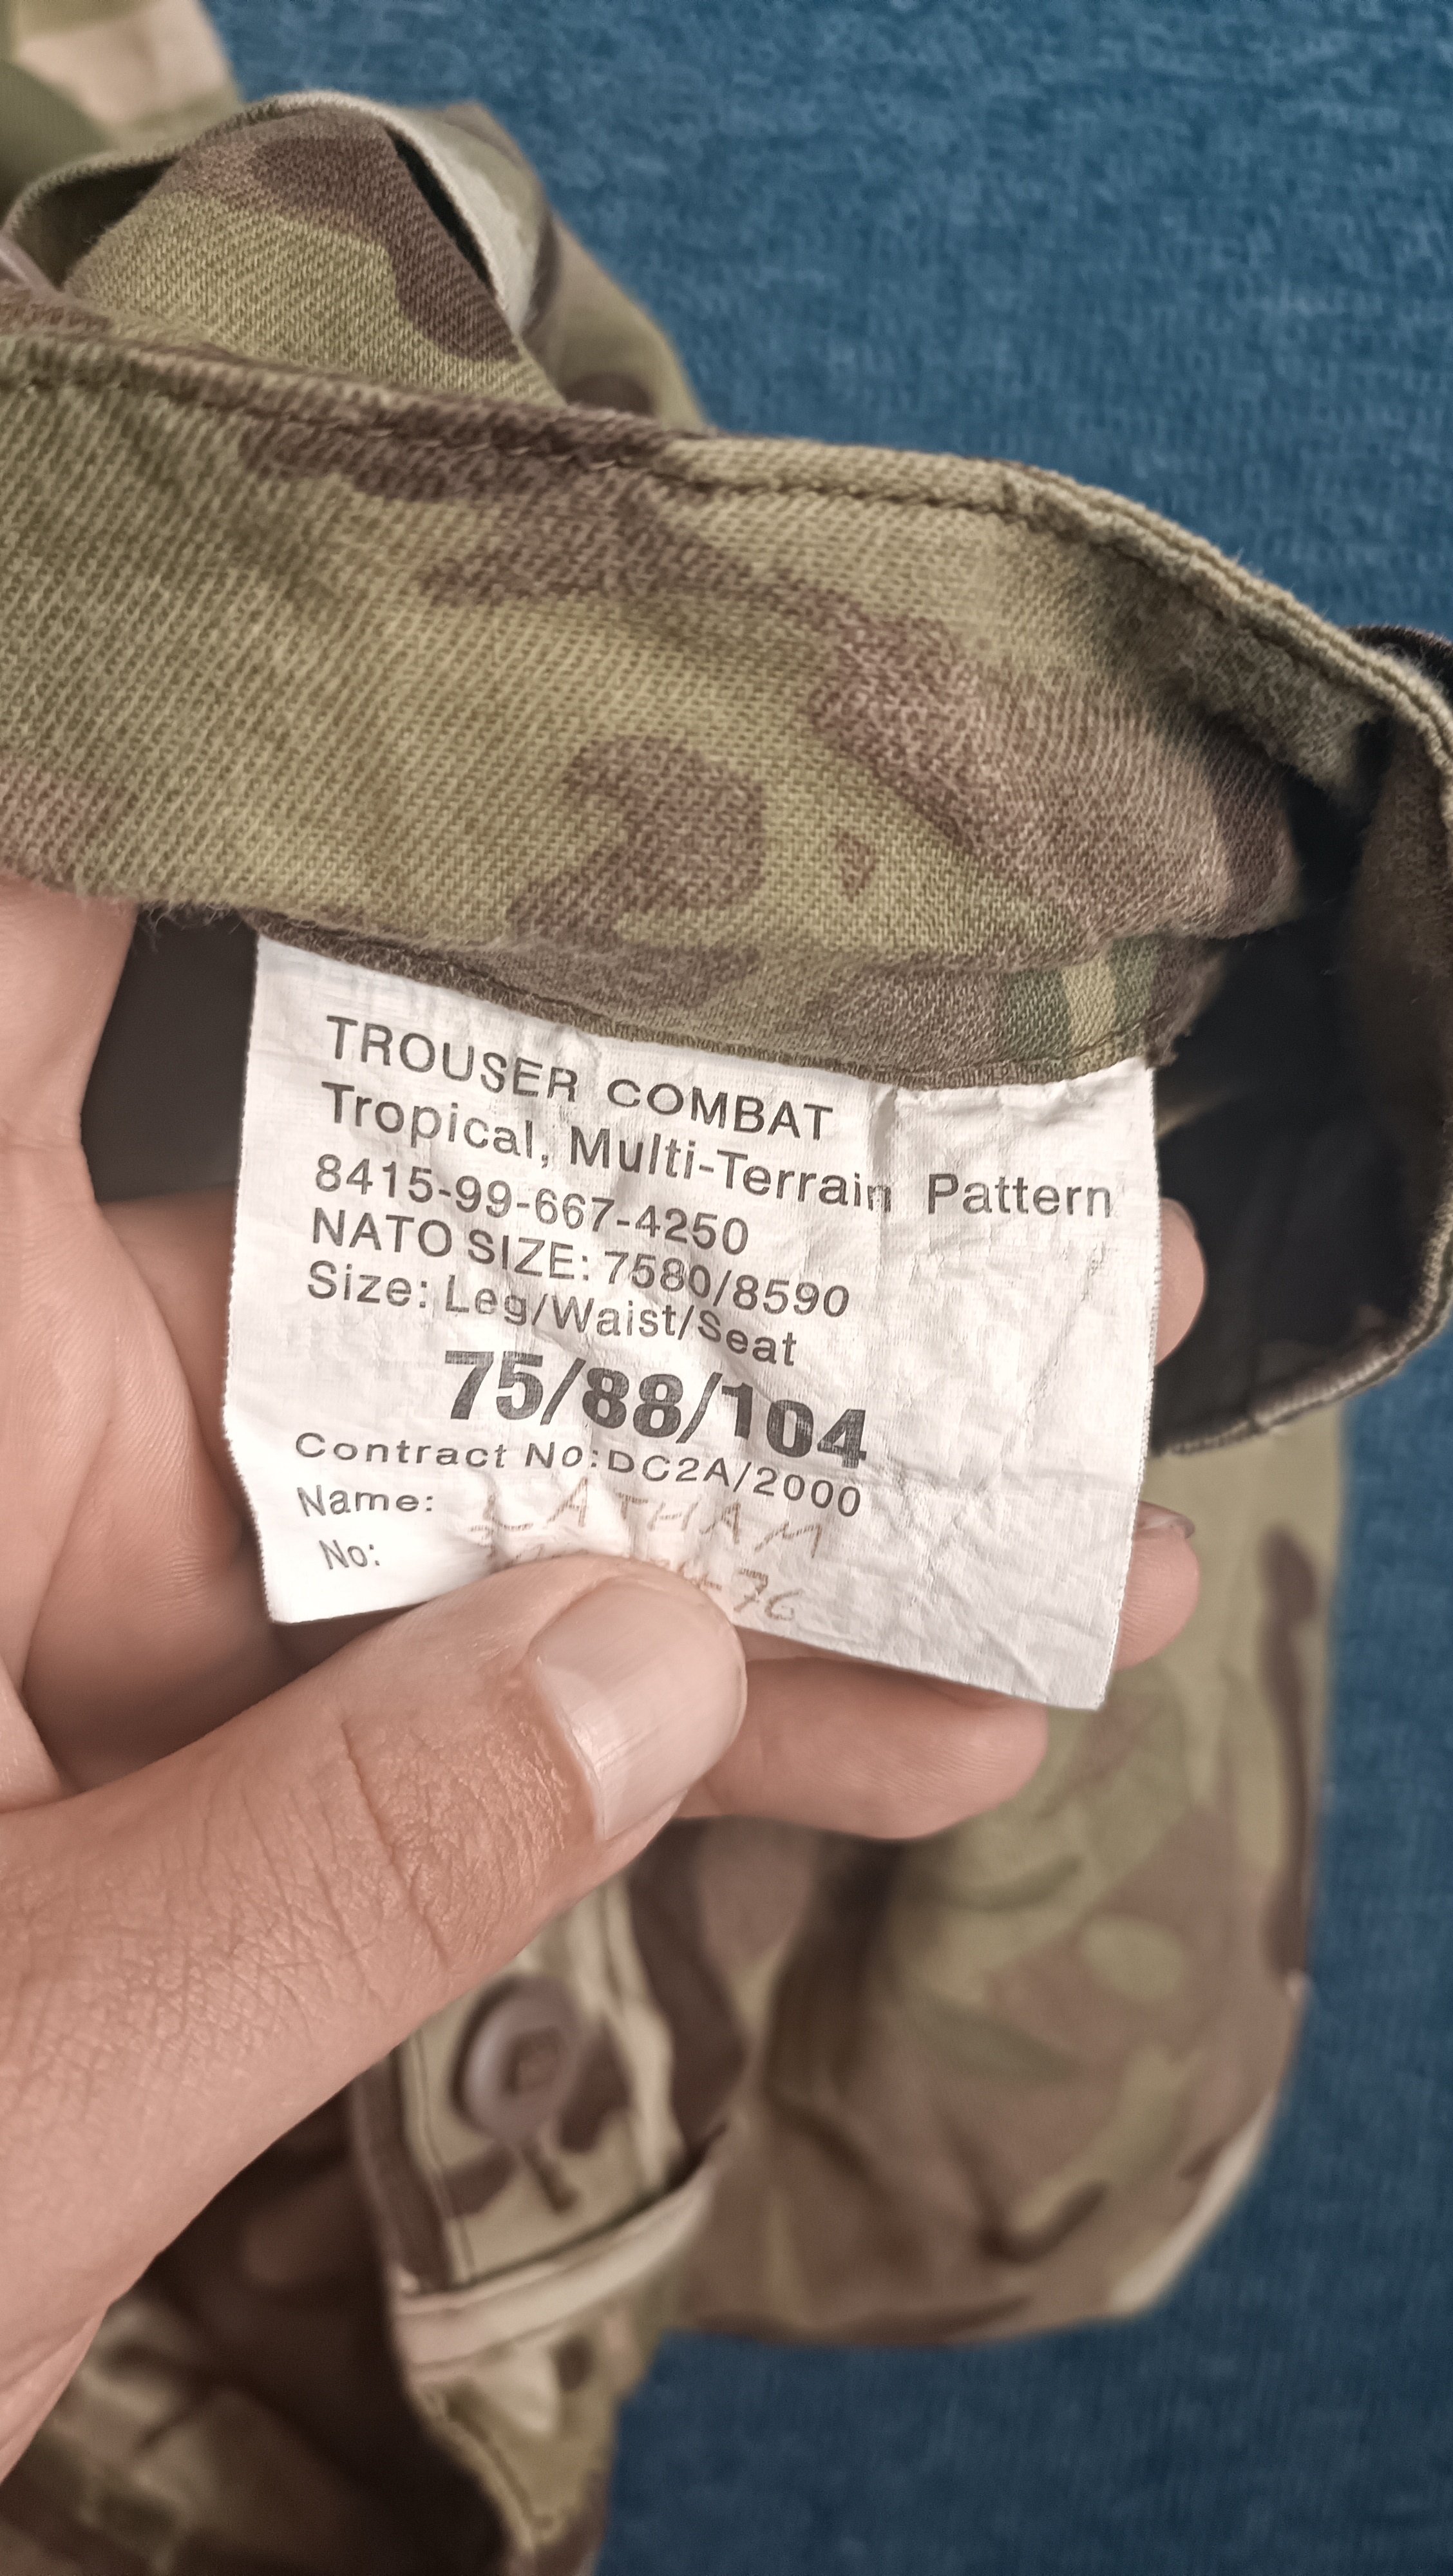 TROUSER COMBAT
Tropical, Multi-Terrain Pattern
8415-99-667-4250
NATO SIZE: 7580/8590
Size: Leg/Waist/Seat
75/88/104
Contract No:DC2A/2000
Name: LATHAM
No: